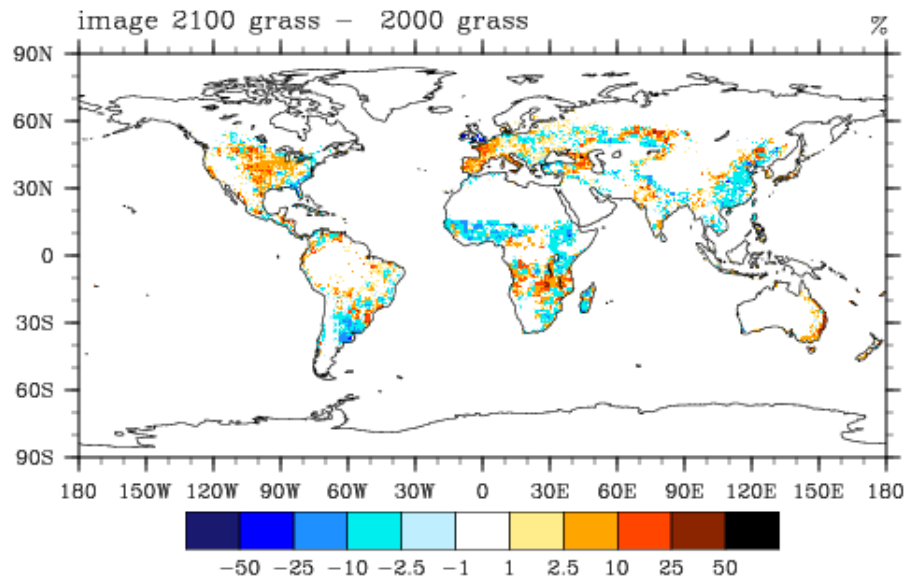 image 2100 grass - 2000 grass %
90N
60N
30N
0
30S
60S
90S
180 150W 120W 90W 60W 30W 0 30E 60E 90E 120E 150E 180
-50 -25 -10 -2.5 -1 1 2.5 10 25 50